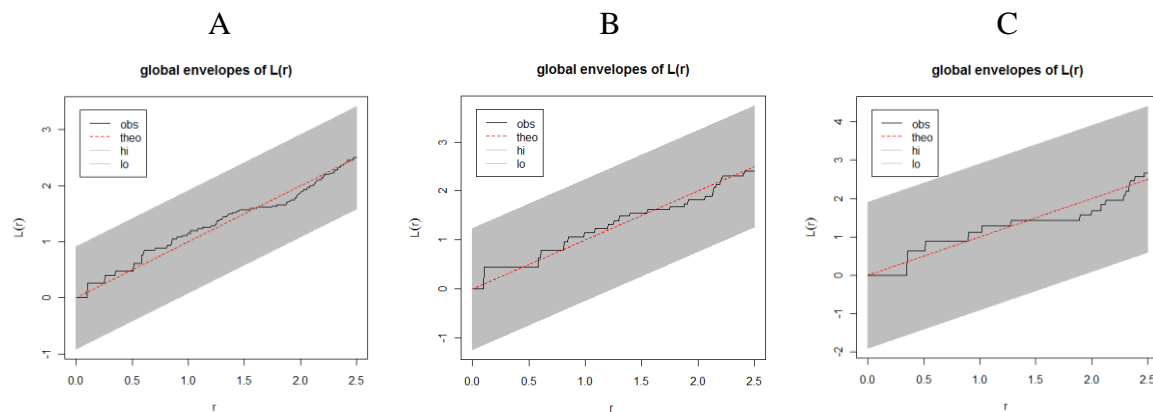 A
global envelopes of L(r)
obs
theo
hi
lo
L(r)
3
2
1
0
-1
0.0 0.5 1.0 1.5 2.0 2.5
r
B
global envelopes of L(r)
obs
theo
hi
lo
L(r)
3
2
1
0
-1
0.0 0.5 1.0 1.5 2.0 2.5
r
C
global envelopes of L(r)
obs
theo
hi
lo
L(r)
4
3
2
1
0
-1
-2
0.0 0.5 1.0 1.5 2.0 2.5
r